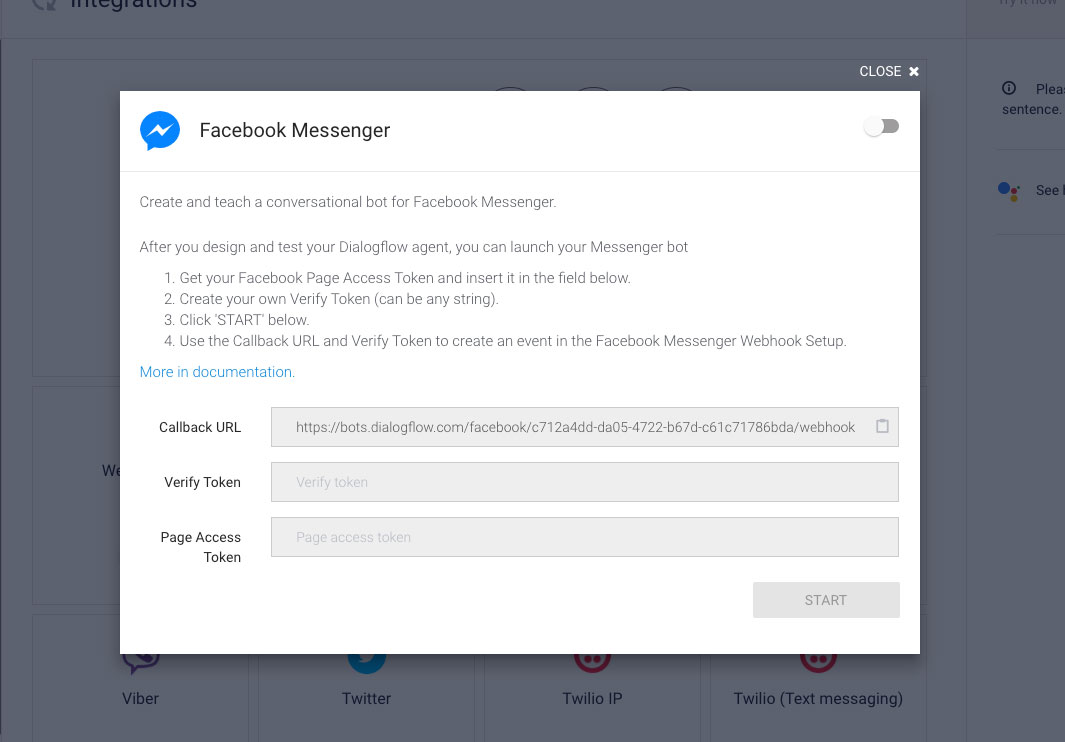 Integrations
Try it now
CLOSE ✖
Facebook Messenger
sentence.
See
Create and teach a conversational bot for Facebook Messenger.
After you design and test your Dialogflow agent, you can launch your Messenger bot
1. Get your Facebook Page Access Token and insert it in the field below.
2. Create your own Verify Token (can be any string).
3. Click 'START' below.
4. Use the Callback URL and Verify Token to create an event in the Facebook Messenger Webhook Setup.
More in documentation.
Callback URL
https://bots.dialogflow.com/facebook/c712a4dd-da05-4722-b67d-c61c71786bda/webhook
Verify Token
Verify token
Page Access
Token
Page access token
START
Viber
Twitter
Twilio IP
Twilio (Text messaging)